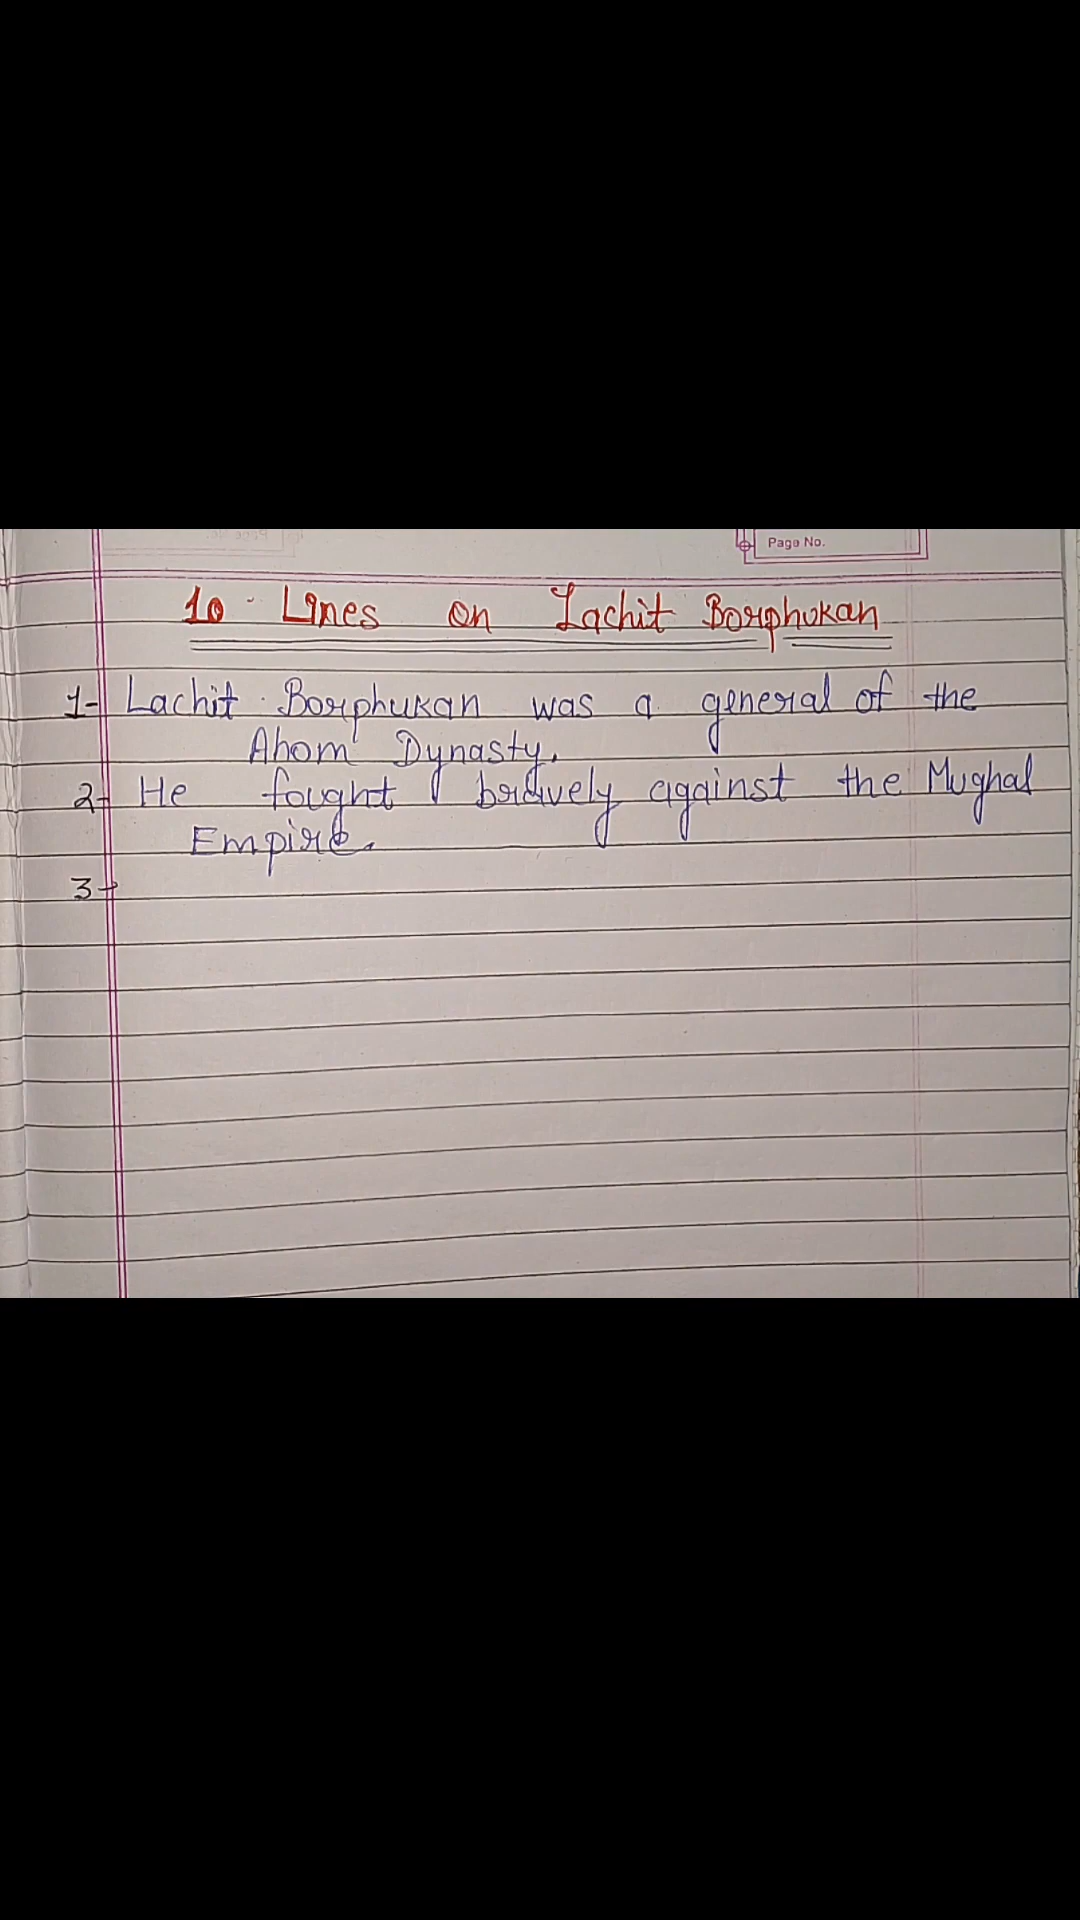 Page No.
10 Lines on Lachit Borphukan
1- Lachit Borphukan was a general of the
Ahom Dynasty.
2- He fought bravely against the Mughal
Empire.
3-